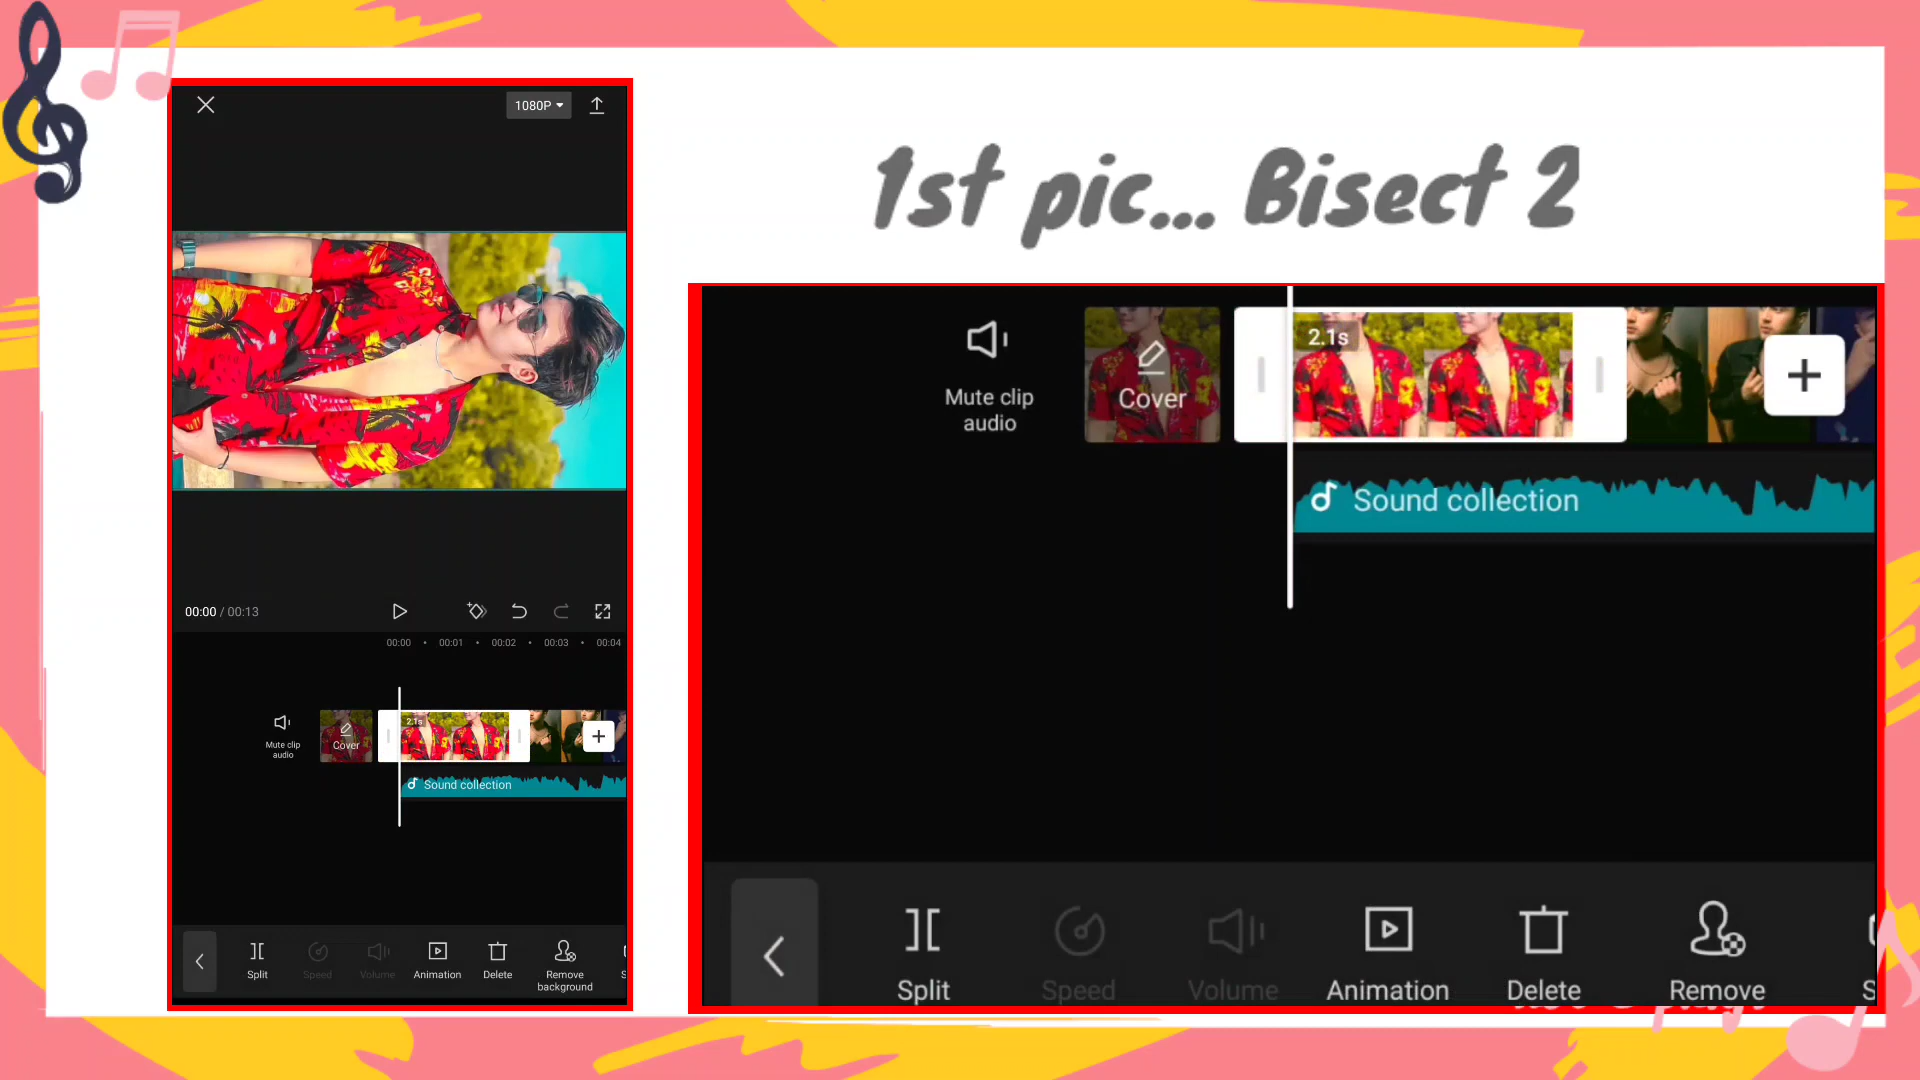 1st pic... Bisect 2
1080P
00:00 / 00:13
00:00 • 00:01 • 00:02 • 00:03 • 00:04
Mute clip
audio
Cover
2.1s
Sound collection
Split
Speed
Volume
Animation
Delete
Remove
background
S
Mute clip
audio
Cover
2.1s
Sound collection
Split
Speed
Volume
Animation
Delete
Remove
S